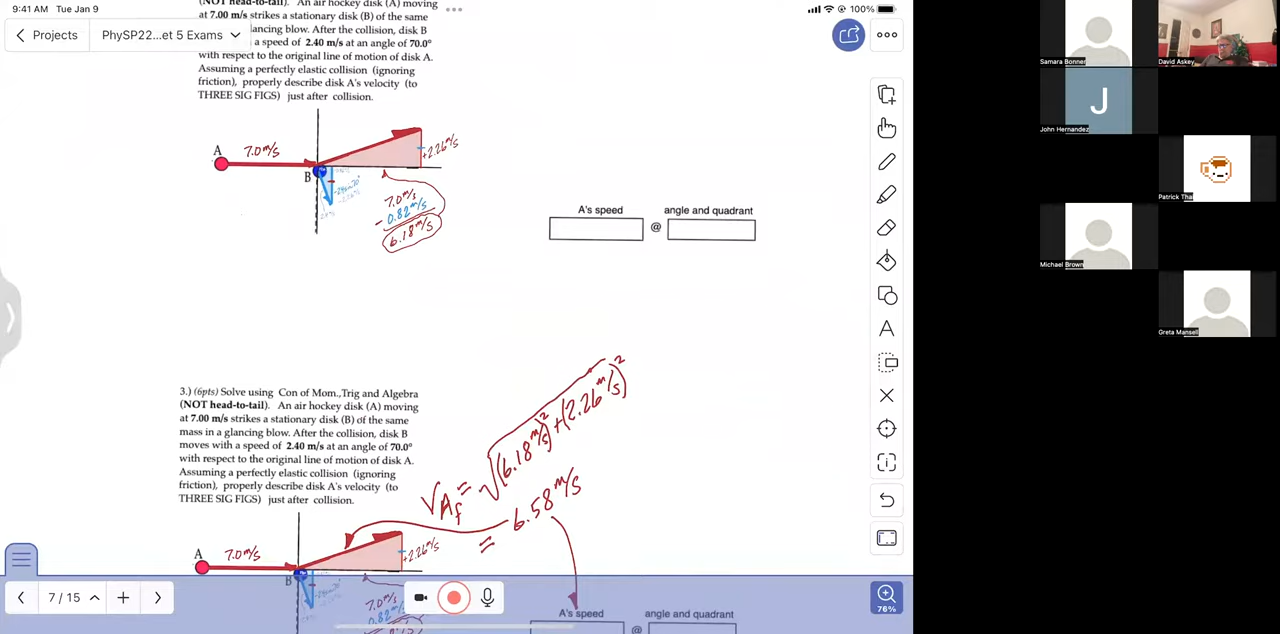 9:41 AM Tue Jan 9
100%
Projects
PhySP22...et 5 Exams
(NOT head-to-tail). An air hockey disk (A) moving
at 7.00 m/s strikes a stationary disk (B) of the same
lancing blow. After the collision, disk B
a speed of 2.40 m/s at an angle of 70.0°
with respect to the original line of motion of disk A.
Assuming a perfectly elastic collision (ignoring
friction), properly describe disk A's velocity (to
THREE SIG FIGS) just after collision.
A
7.0 m/s
+2.26 m/s
B
7.0 m/s
- 0.82 m/s
6.18 m/s
A's speed
angle and quadrant
@
3.) (6pts) Solve using Con of Mom.,Trig and Algebra
(NOT head-to-tail). An air hockey disk (A) moving
at 7.00 m/s strikes a stationary disk (B) of the same
mass in a glancing blow. After the collision, disk B
moves with a speed of 2.40 m/s at an angle of 70.0°
with respect to the original line of motion of disk A.
Assuming a perfectly elastic collision (ignoring
friction), properly describe disk A's velocity (to
THREE SIG FIGS) just after collision.
VAf = √(6.18 m/s)² + (2.26 m/s)²
= 6.58 m/s
A
7.0 m/s
+2.26 m/s
B
7.0 m/s
0.82 m/s
A's speed
angle and quadrant
@
7 / 15
76%
A
Samara Bonner
David Askey
J
John Hernandez
Patrick Thai
Michael Brown
Greta Mansell